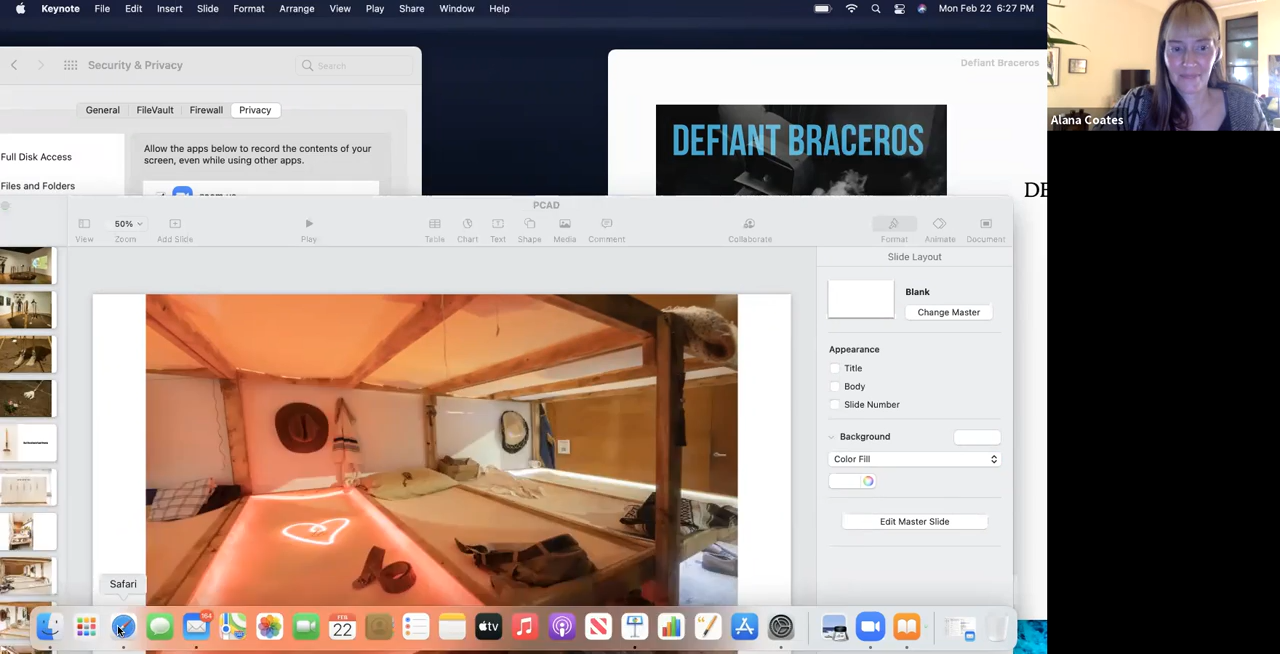 Keynote File Edit Insert Slide Format Arrange View Play Share Window Help Mon Feb 22 6:27 PM
Security & Privacy Search
General FileVault Firewall Privacy
Full Disk Access
Files and Folders
Allow the apps below to record the contents of your
screen, even while using other apps.
Defiant Braceros
DEFIANT BRACEROS
DE
Alana Coates
PCAD
50%
View Zoom Add Slide Play Table Chart Text Shape Media Comment Collaborate Format Animate Document
Slide Layout
Blank
Change Master
Appearance
Title
Body
Slide Number
Background
Color Fill
Edit Master Slide
Safari
164
FEB
22
tv